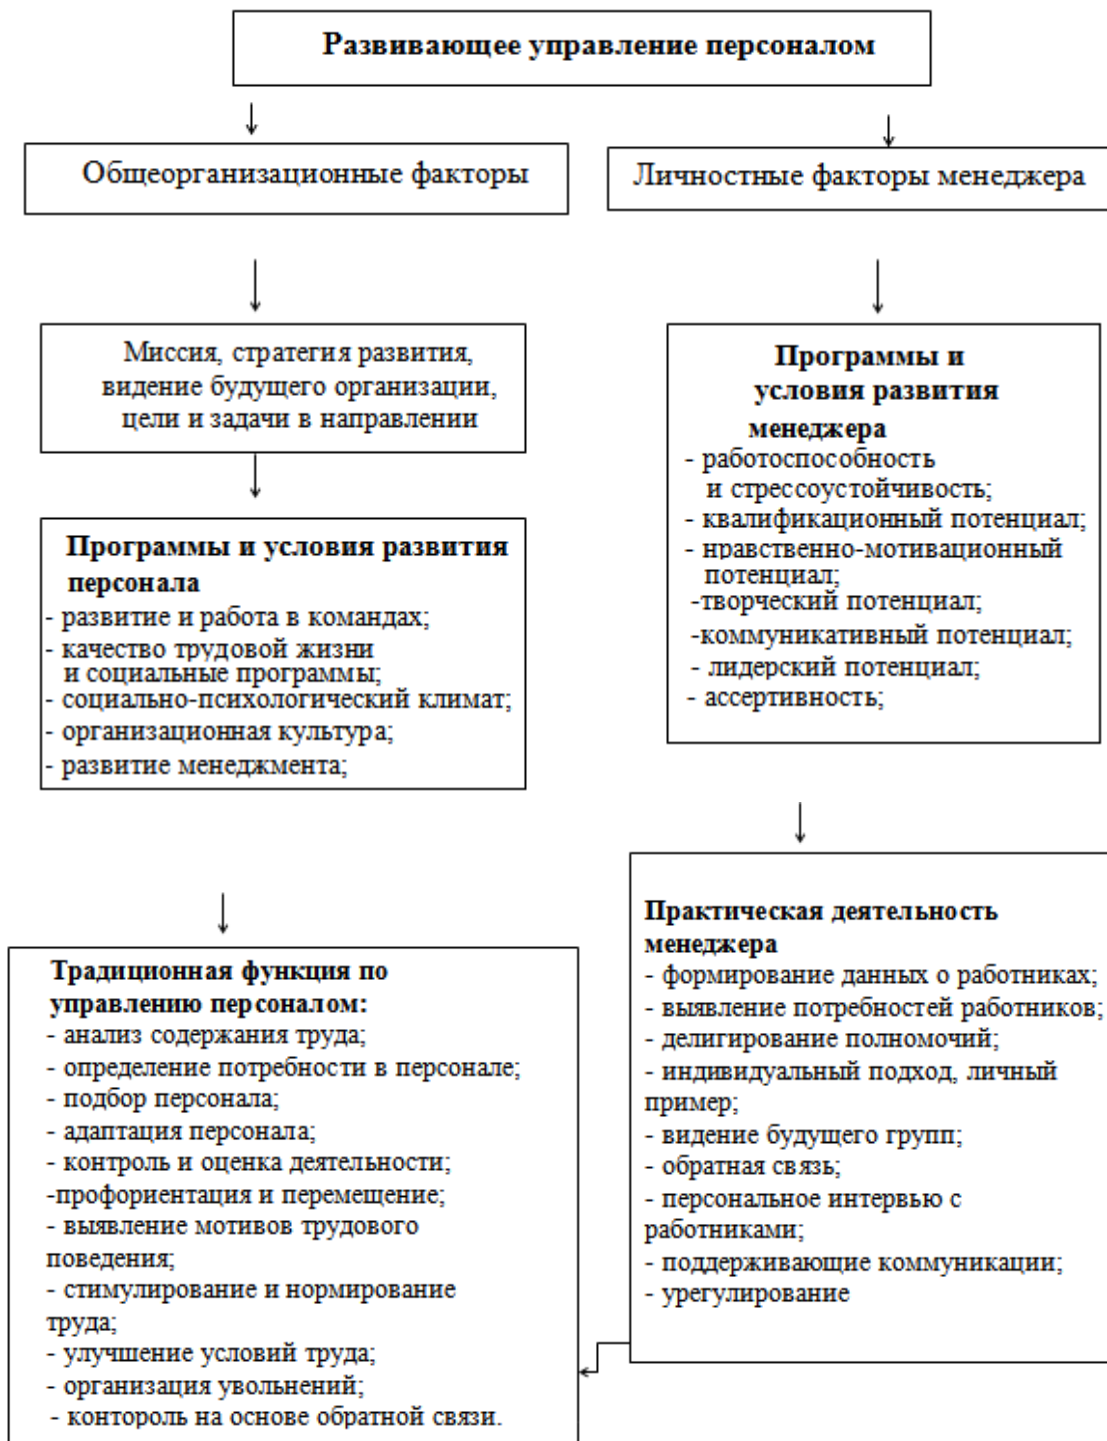 Развивающее управление персоналом
Общеорганизационные факторы
Личностные факторы менеджера
Миссия, стратегия развития,
видение будущего организации,
цели и задачи в направлении
Программы и условия развития
персонала
- развитие и работа в командах;
- качество трудовой жизни
и социальные программы;
- социально-психологический климат;
- организационная культура;
- развитие менеджмента;
Программы и
условия развития
менеджера
- работоспособность
и стрессоустойчивость;
- квалификационный потенциал;
- нравственно-мотивационный
потенциал;
-творческий потенциал;
-коммуникативный потенциал;
- лидерский потенциал;
- ассертивность;
Традиционная функция по
управлению персоналом:
- анализ содержания труда;
- определение потребности в персонале;
- подбор персонала;
- адаптация персонала;
- контроль и оценка деятельности;
-профориентация и перемещение;
- выявление мотивов трудового
поведения;
- стимулирование и нормирование
труда;
- улучшение условий труда;
- организация увольнений;
- контороль на основе обратной связи.
Практическая деятельность
менеджера
- формирование данных о работниках;
- выявление потребностей работников;
- делигирование полномочий;
- индивидуальный подход, личный
пример;
- видение будущего групп;
- обратная связь;
- персональное интервью с
работниками;
- поддерживающие коммуникации;
- урегулирование